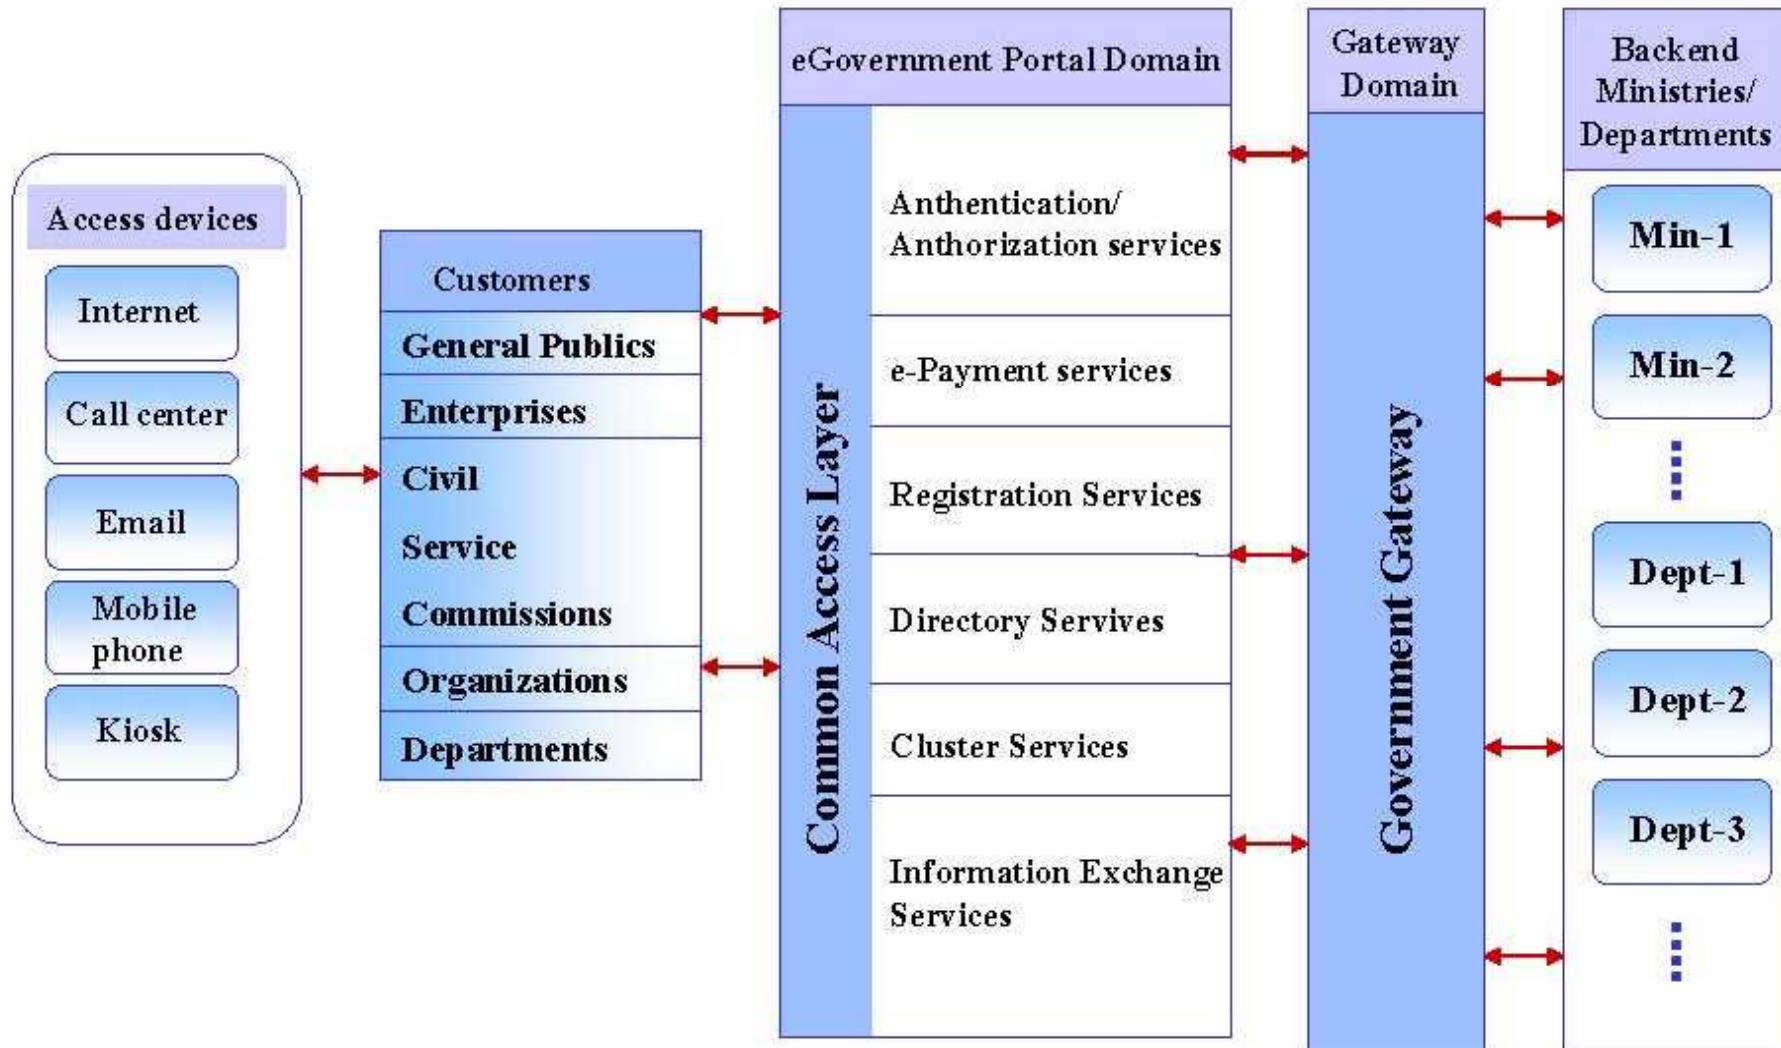 Access devices
Internet
Call center
Email
Mobile
phone
Kiosk
Customers
General Publics
Enterprises
Civil
Service
Commissions
Organizations
Departments
eGovernment Portal Domain
Common Access Layer
Anthentication/
Anthorization services
e-Payment services
Registration Services
Directory Servives
Cluster Services
Information Exchange
Services
Gateway
Domain
Government Gateway
Backend
Ministries/
Departments
Min-1
Min-2
Dept-1
Dept-2
Dept-3